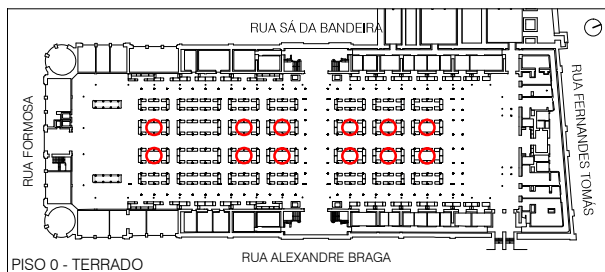 RUA SÁ DA BANDEIRA
RUA FORMOSA
RUA FERNANDES TOMÁS
RUA ALEXANDRE BRAGA
PISO 0 - TERRADO